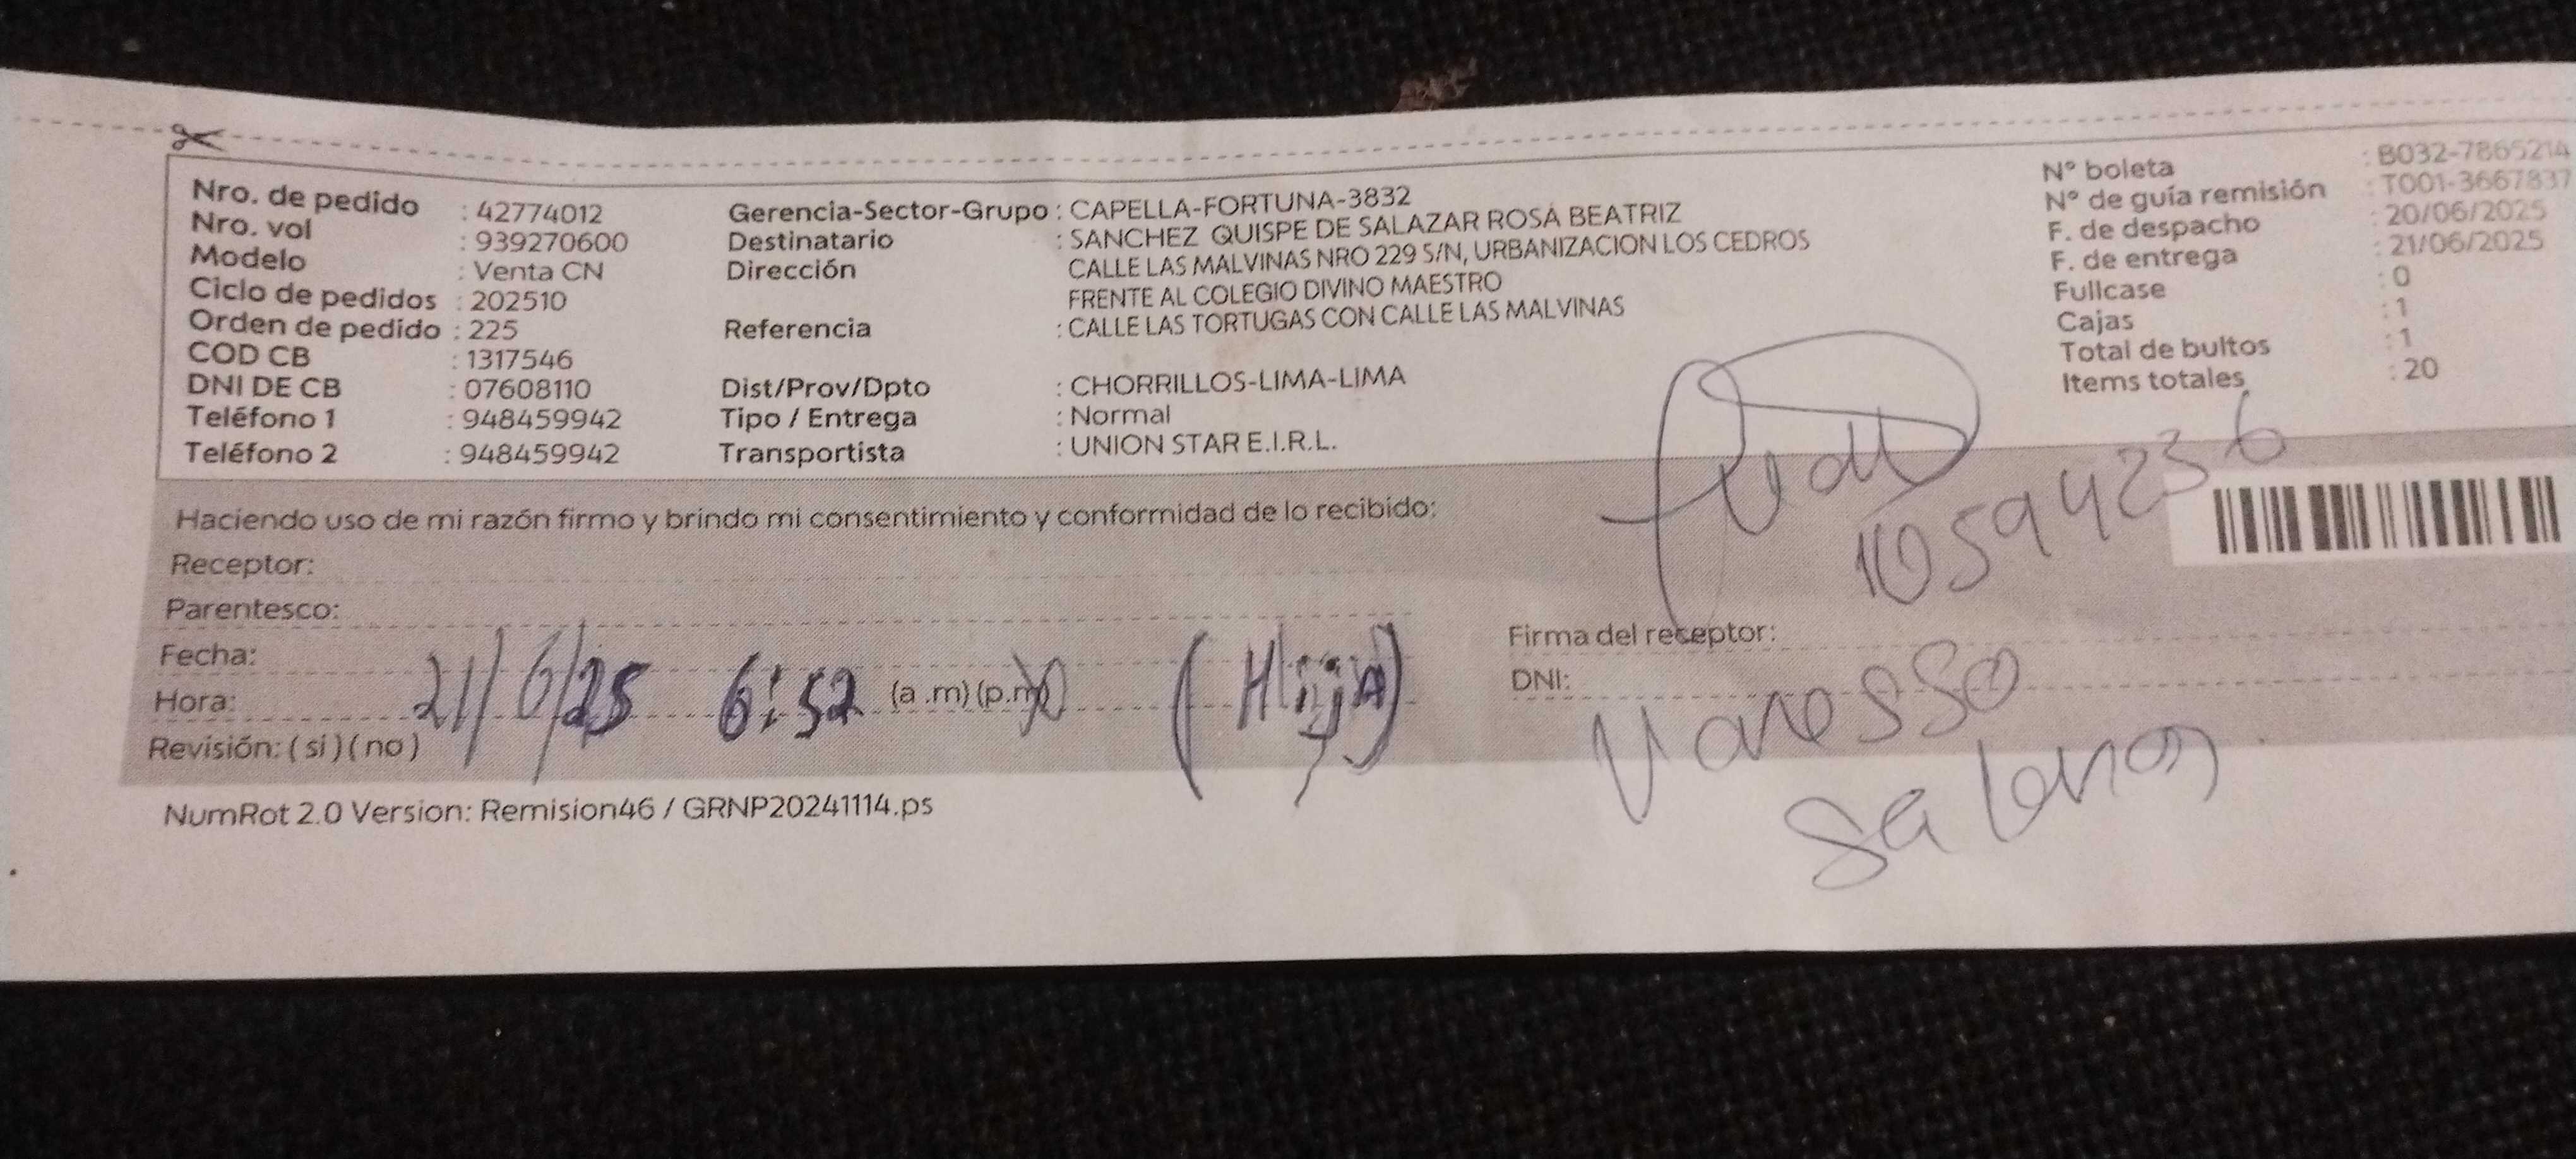 Nro. de pedido : 42774012
Nro. vol : 939270600
Modelo : Venta CN
Ciclo de pedidos : 202510
Orden de pedido : 225
COD CB : 1317546
DNI DE CB : 07608110
Teléfono 1 : 948459942
Teléfono 2 : 948459942
Gerencia-Sector-Grupo : CAPELLA-FORTUNA-3832
Destinatario : SANCHEZ QUISPE DE SALAZAR ROSA BEATRIZ
Dirección CALLE LAS MALVINAS NRO 229 S/N, URBANIZACION LOS CEDROS
FRENTE AL COLEGIO DIVINO MAESTRO
Referencia : CALLE LAS TORTUGAS CON CALLE LAS MALVINAS
Dist/Prov/Dpto : CHORRILLOS-LIMA-LIMA
Tipo / Entrega : Normal
Transportista : UNION STAR E.I.R.L.
N° boleta : B032-7865214
N° de guía remisión : T001-3667837
F. de despacho : 20/06/2025
F. de entrega : 21/06/2025
Fullcase : 0
Cajas : 1
Total de bultos : 1
Items totales : 20
Haciendo uso de mi razón firmo y brindo mi consentimiento y conformidad de lo recibido:
Receptor:
Parentesco:
Fecha:
Hora: 21/6/25 6:52 (a.m) (p.m) (Hija)
Revisión: ( si ) ( no )
Firma del receptor:
DNI:
NumRot 2.0 Version: Remision46 / GRNP20241114.ps